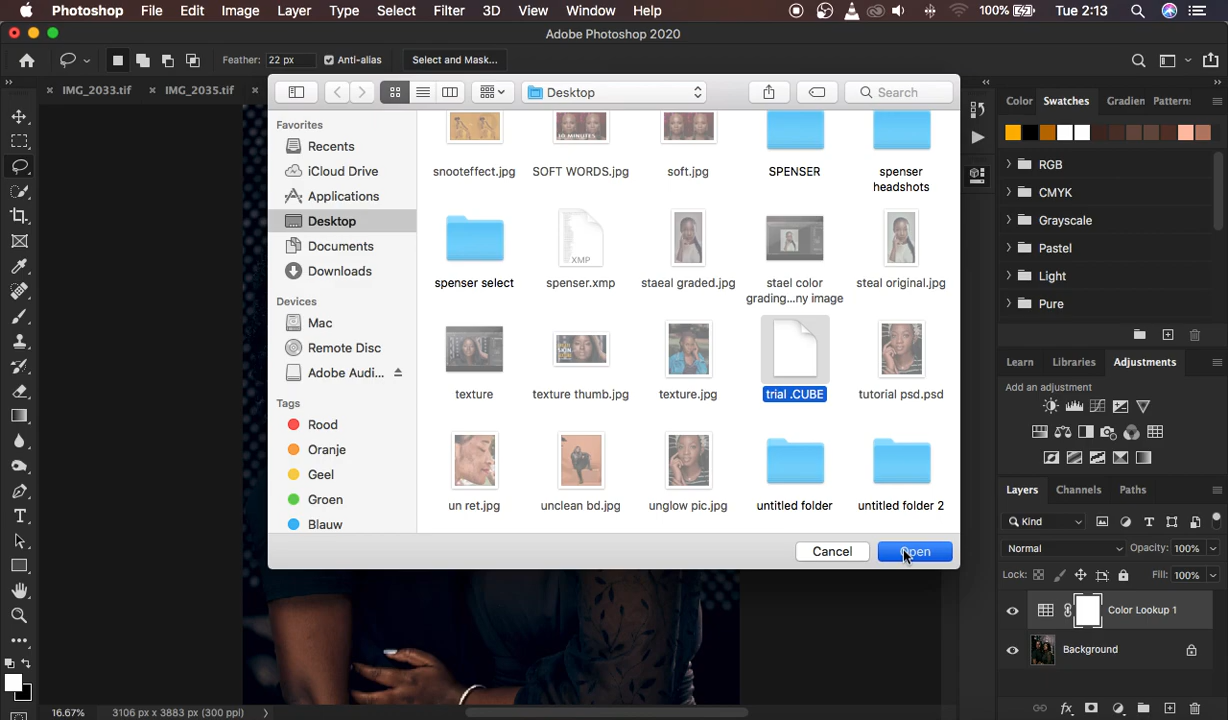 Photoshop File Edit Image Layer Type Select Filter 3D View Window Help 100% Tue 2:13
Adobe Photoshop 2020
Feather: 22 px Anti-alias Select and Mask...
IMG_2033.tif IMG_2035.tif
Desktop Search
Favorites
Recents
iCloud Drive
Applications
Desktop
Documents
Downloads
Devices
Mac
Remote Disc
Adobe Audi...
Tags
Rood
Oranje
Geel
Groen
Blauw
snooteffect.jpg SOFT WORDS.jpg soft.jpg SPENSER spenser
headshots
spenser select spenser.xmp staeal graded.jpg stael color steal original.jpg
grading...ny image
XMP
texture texture thumb.jpg texture.jpg trial .CUBE tutorial psd.psd
un ret.jpg unclean bd.jpg unglow pic.jpg untitled folder untitled folder 2
Cancel Open
Color Swatches Gradien Pattern:
RGB
CMYK
Grayscale
Pastel
Light
Pure
Learn Libraries Adjustments
Add an adjustment
Layers Channels Paths
Kind
Normal Opacity: 100%
Lock: Fill: 100%
Color Lookup 1
Background
16.67% 3106 px x 3883 px (300 ppi)